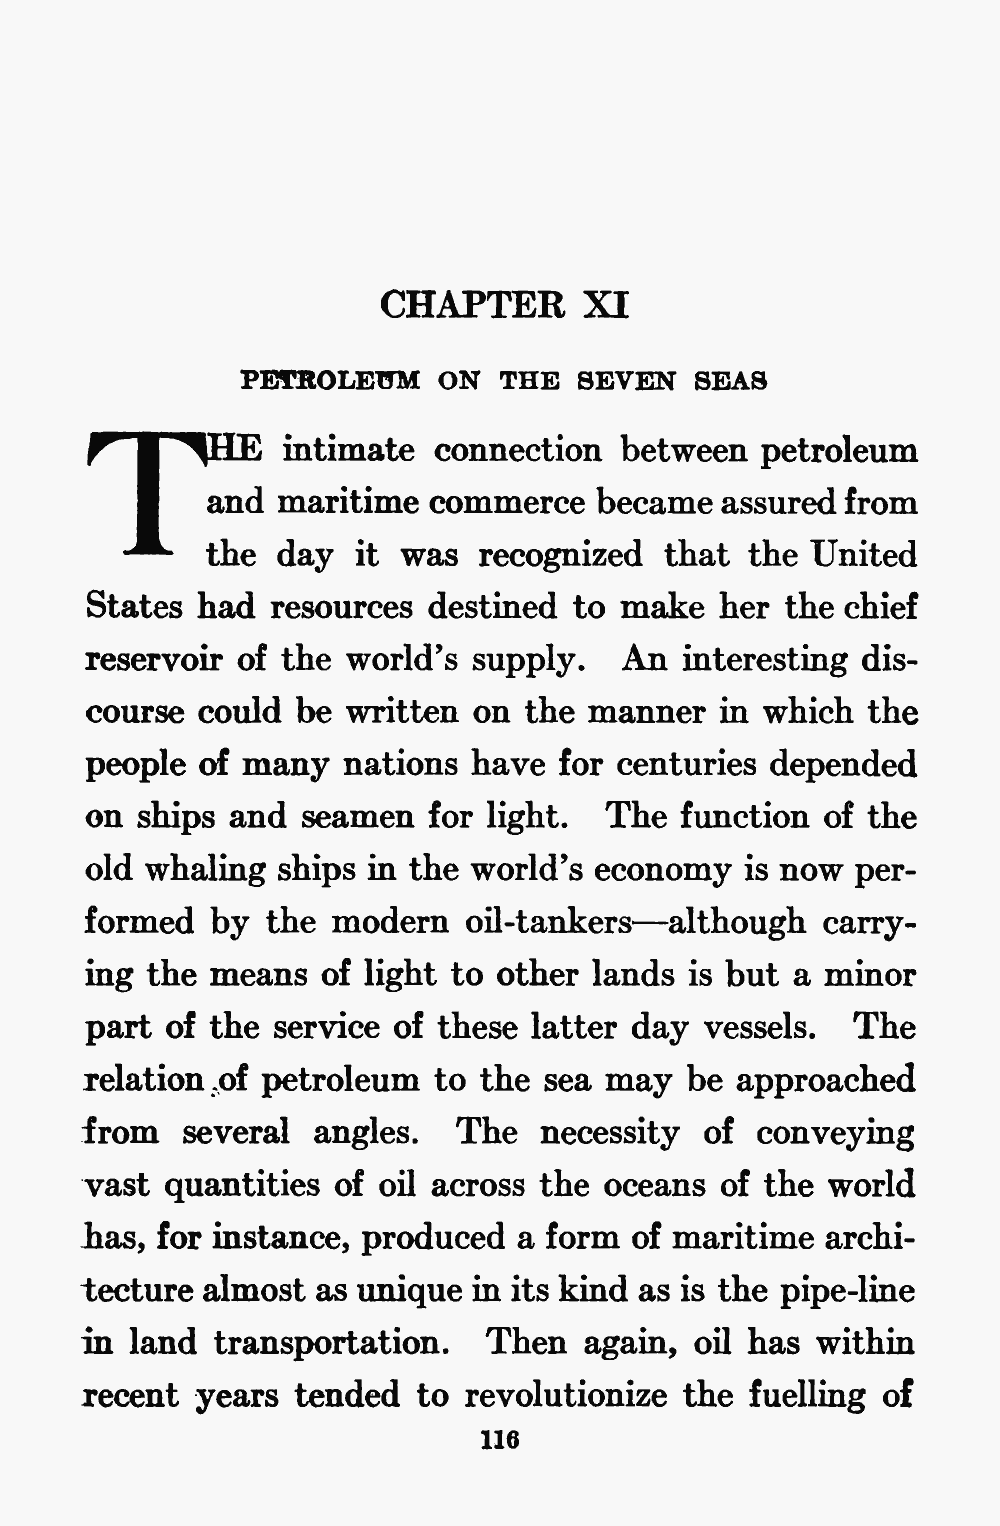 CHAPTER XI
PETROLEUM ON THE SEVEN SEAS
THE intimate connection between petroleum
and maritime commerce became assured from
the day it was recognized that the United
States had resources destined to make her the chief
reservoir of the world's supply. An interesting dis-
course could be written on the manner in which the
people of many nations have for centuries depended
on ships and seamen for light. The function of the
old whaling ships in the world's economy is now per-
formed by the modern oil-tankers—although carry-
ing the means of light to other lands is but a minor
part of the service of these latter day vessels. The
relation of petroleum to the sea may be approached
from several angles. The necessity of conveying
vast quantities of oil across the oceans of the world
has, for instance, produced a form of maritime archi-
tecture almost as unique in its kind as is the pipe-line
in land transportation. Then again, oil has within
recent years tended to revolutionize the fuelling of
116